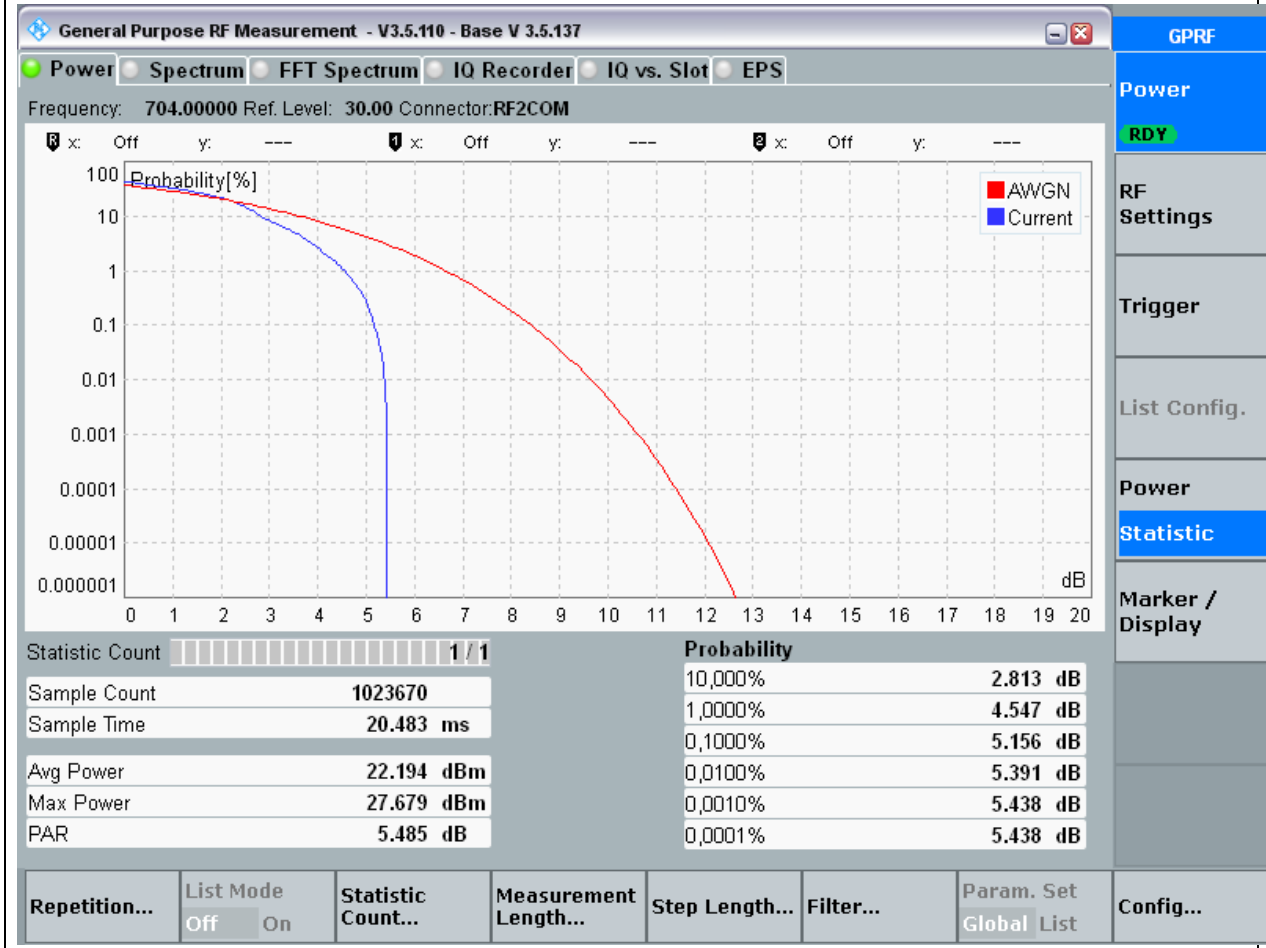 General Purpose RF Measurement - V3.5.110 - Base V 3.5.137
GPRF
Power Spectrum FFT Spectrum IQ Recorder IQ vs. Slot EPS
Frequency: 704.00000 Ref. Level: 30.00 Connector:RF2COM
R x: Off y: --- 1 x: Off y: --- 2 x: Off y: ---
Probability[%]
AWGN
Current
100
10
1
0.1
0.01
0.001
0.0001
0.00001
0.000001
dB
0 1 2 3 4 5 6 7 8 9 10 11 12 13 14 15 16 17 18 19 20
Statistic Count 1 / 1
Sample Count 1023670
Sample Time 20.483 ms
Avg Power 22.194 dBm
Max Power 27.679 dBm
PAR 5.485 dB
Probability
10,000% 2.813 dB
1,0000% 4.547 dB
0,1000% 5.156 dB
0,0100% 5.391 dB
0,0010% 5.438 dB
0,0001% 5.438 dB
Power
RDY
RF
Settings
Trigger
List Config.
Power
Statistic
Marker /
Display
Repetition...
List Mode
Off On
Statistic
Count...
Measurement
Length...
Step Length...
Filter...
Param. Set
Global List
Config...